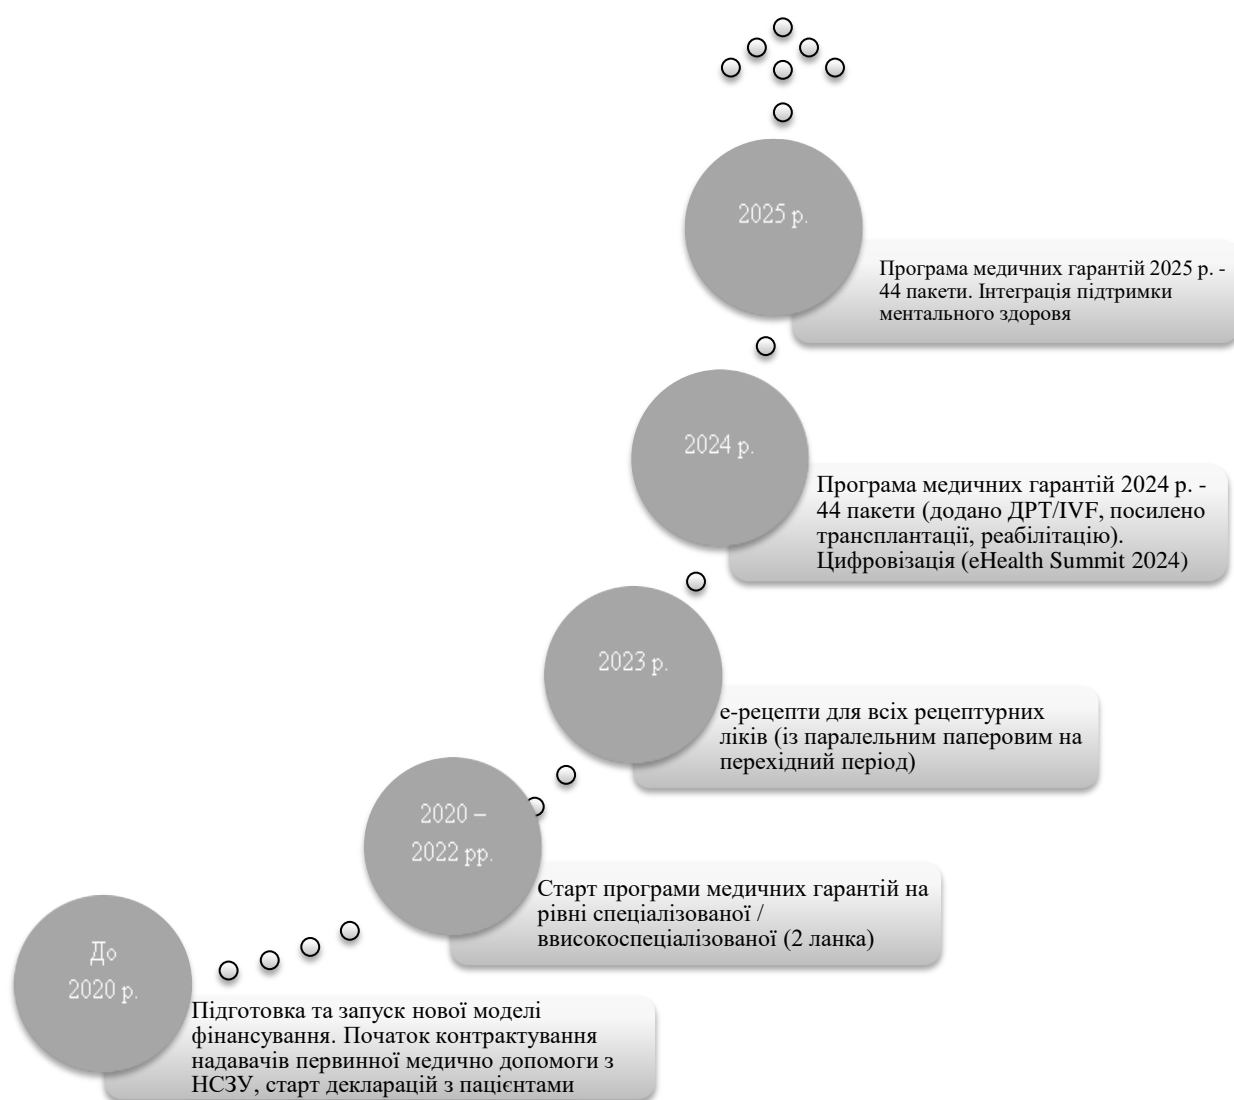 2025 р.
Програма медичних гарантій 2025 р. -
44 пакети. Інтеграція підтримки
ментального здоровя
2024 р.
Програма медичних гарантій 2024 р. -
44 пакети (додано ДРТ/IVF, посилено
трансплантації, реабілітацію).
Цифровізація (eHealth Summit 2024)
2023 р.
е-рецепти для всіх рецептурних
ліків (із паралельним паперовим на
перехідний період)
2020 –
2022 рр.
Старт програми медичних гарантій на
рівні спеціалізованої /
ввисокоспеціалізованої (2 ланка)
До
2020 р.
Підготовка та запуск нової моделі
фінансування. Початок контрактування
надавачів первинної медично допомоги з
НСЗУ, старт декларацій з пацієнтами